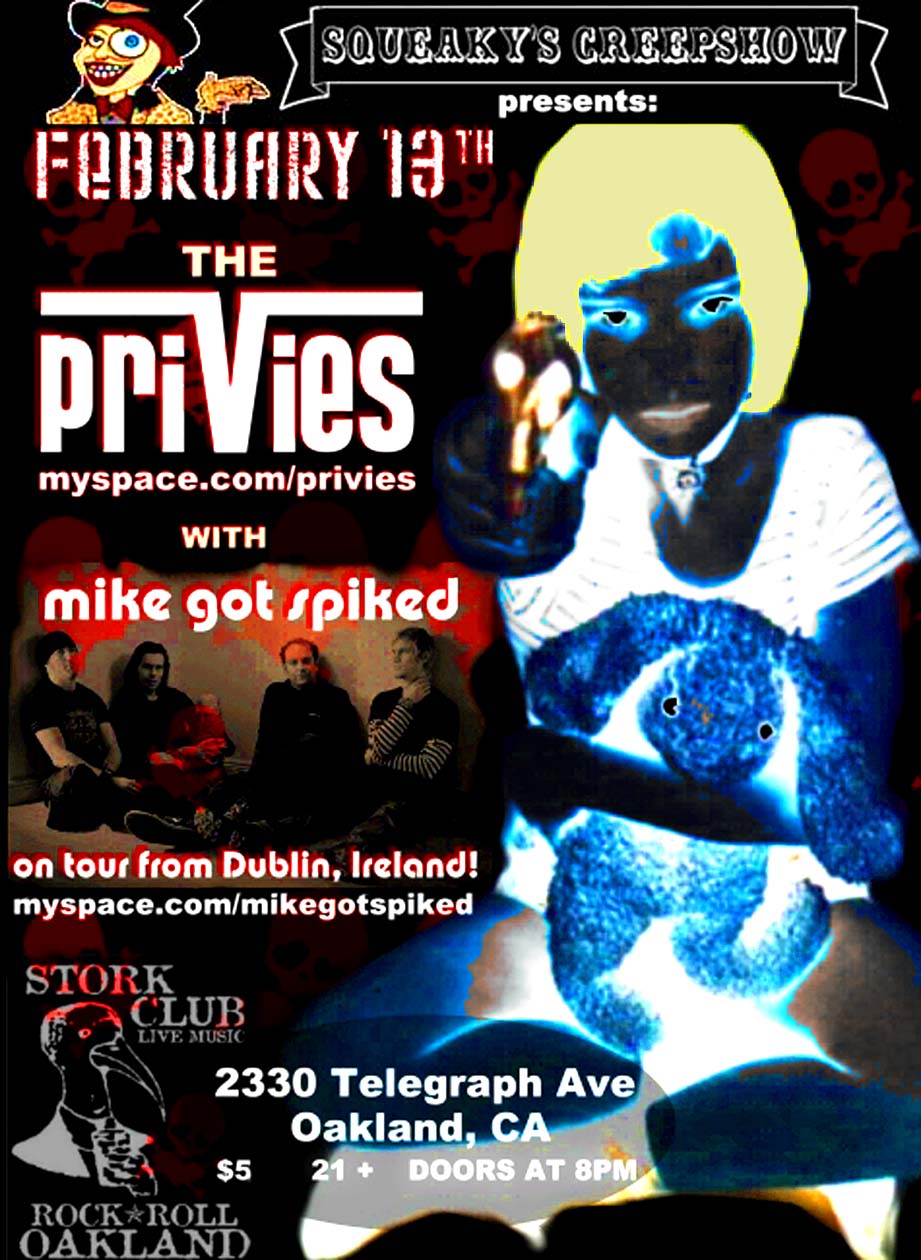 SQUEAKY'S CREEPSHOW
presents:
FEBRUARY 13TH
THE
priVies
myspace.com/privies
WITH
mike got spiked
on tour from Dublin, Ireland!
myspace.com/mikegotspiked
STORK
CLUB
LIVE MUSIC
2330 Telegraph Ave
Oakland, CA
$5 21 + DOORS AT 8PM
ROCK★ROLL
OAKLAND